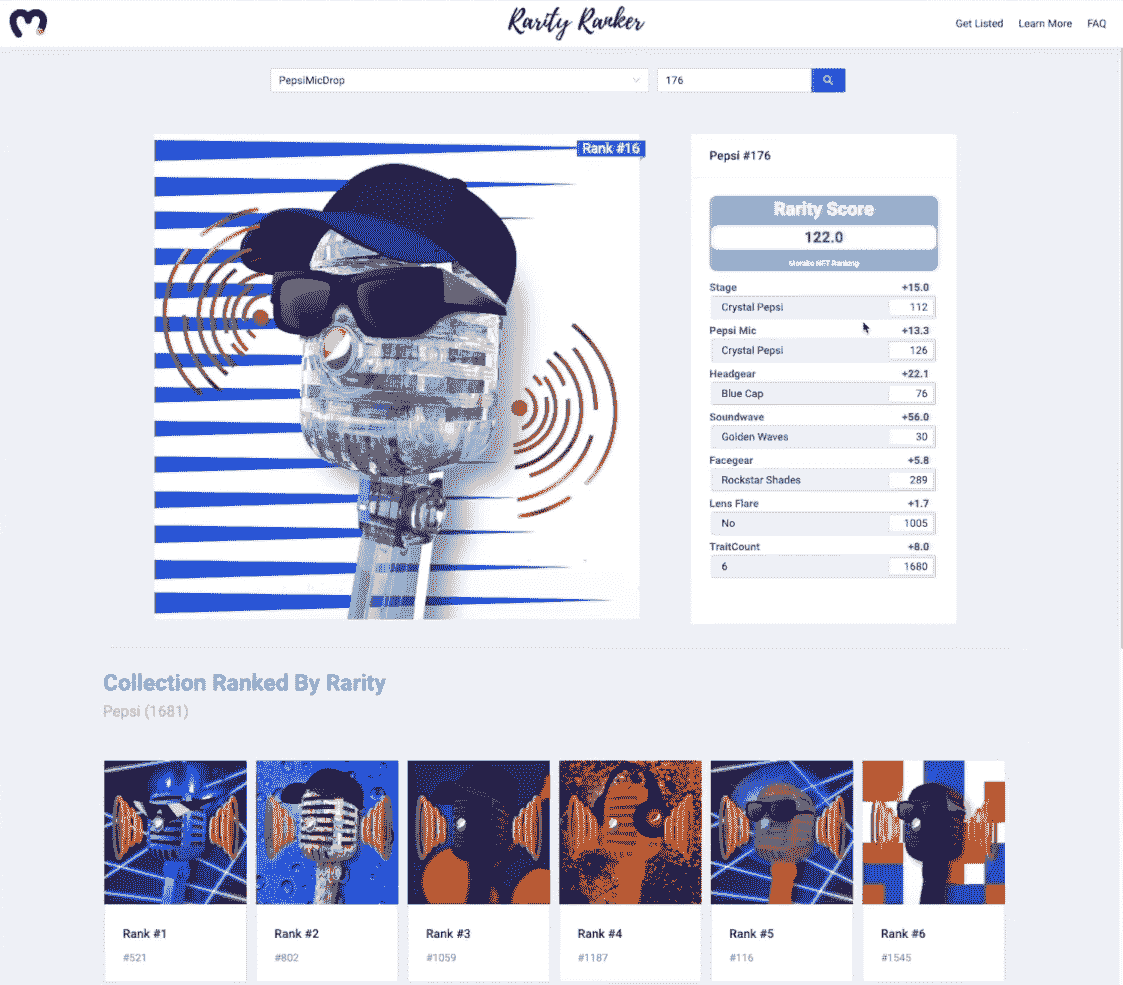 Rarity Ranker
Get Listed Learn More FAQ
PepsiMicDrop 176
Rank #16
Pepsi #176
Rarity Score
122.0
Moralis NFT Ranking
Stage +15.0
Crystal Pepsi 112
Pepsi Mic +13.3
Crystal Pepsi 126
Headgear +22.1
Blue Cap 76
Soundwave +56.0
Golden Waves 30
Facegear +5.8
Rockstar Shades 289
Lens Flare +1.7
No 1005
TraitCount +8.0
6 1680
Collection Ranked By Rarity
Pepsi (1681)
Rank #1 Rank #2 Rank #3 Rank #4 Rank #5 Rank #6
#521 #802 #1059 #1187 #116 #1545